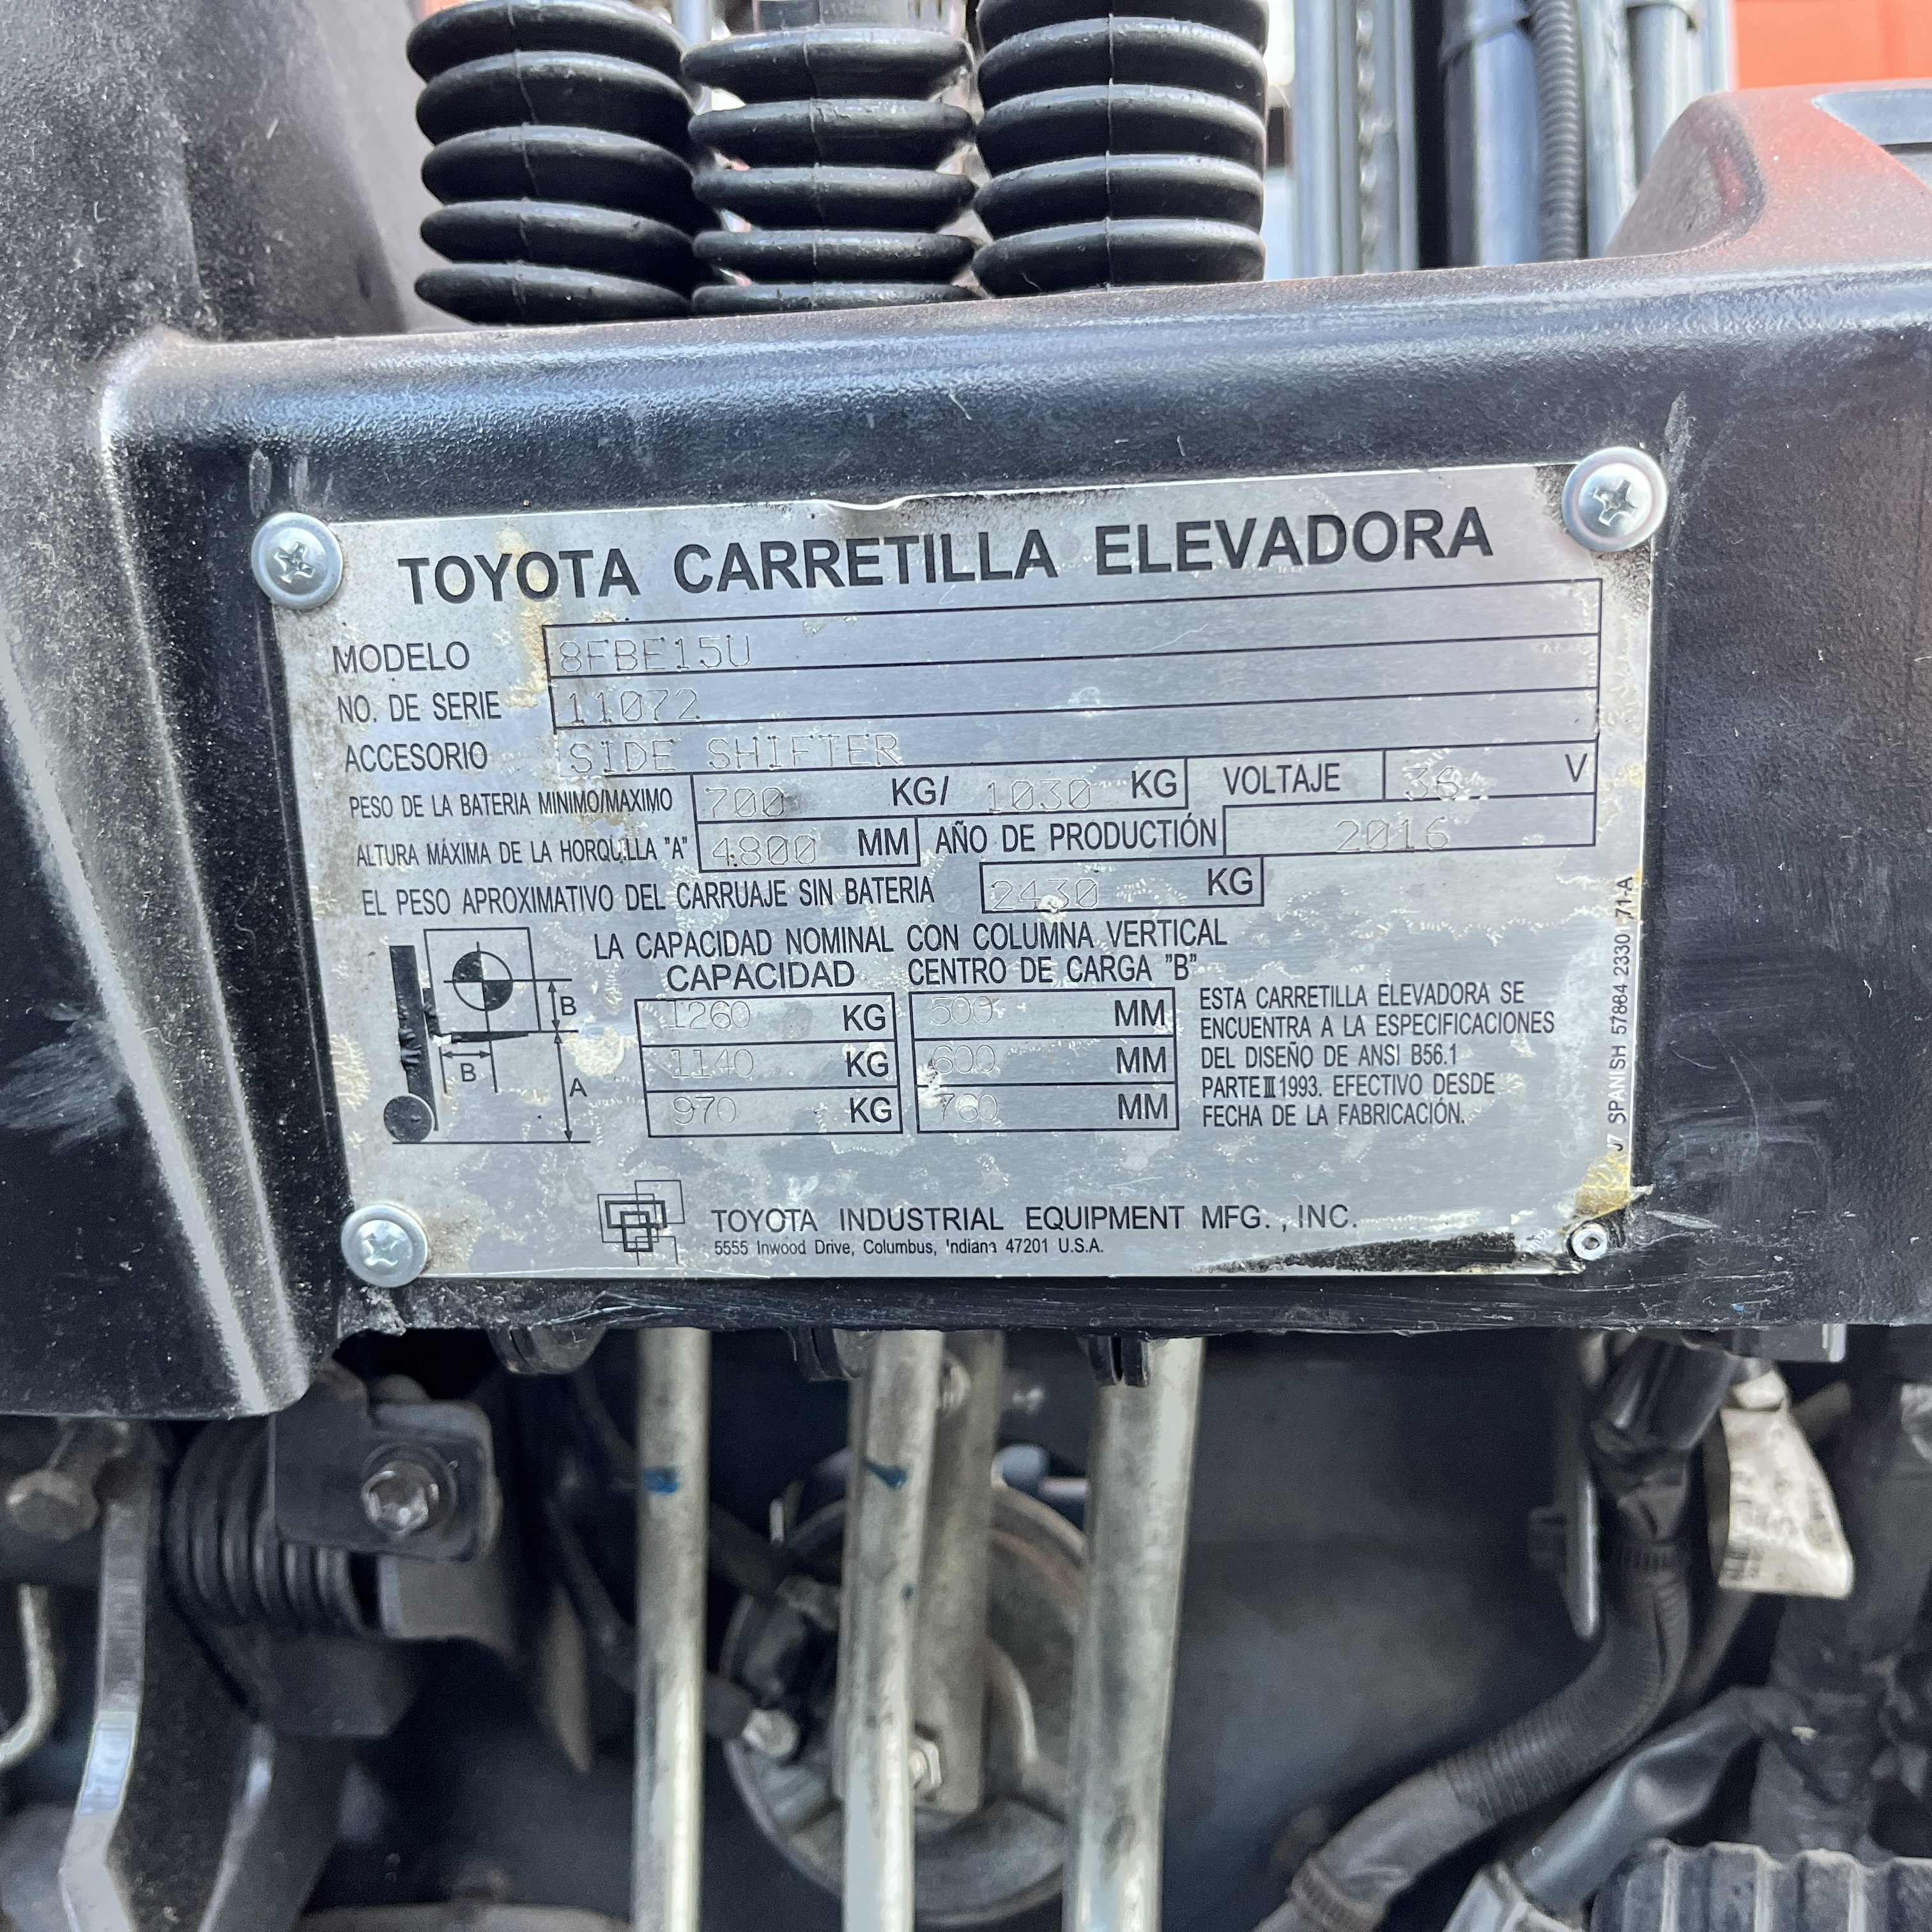 TOYOTA CARRETILLA ELEVADORA
MODELO 8FBE15U
NO. DE SERIE 11072
ACCESORIO SIDE SHIFTER
PESO DE LA BATERIA MINIMO/MAXIMO 700 KG/ 1030 KG VOLTAJE 36 V
ALTURA MÁXIMA DE LA HORQUILLA "A" 4800 MM AÑO DE PRODUCTIÓN 2016
EL PESO APROXIMATIVO DEL CARRUAJE SIN BATERIA 2430 KG
LA CAPACIDAD NOMINAL CON COLUMNA VERTICAL
CAPACIDAD CENTRO DE CARGA "B"
1260 KG 500 MM
1140 KG 600 MM
970 KG 760 MM
B
B
A
ESTA CARRETILLA ELEVADORA SE
ENCUENTRA A LA ESPECIFICACIONES
DEL DISEÑO DE ANSI B56.1
PARTE III 1993. EFECTIVO DESDE
FECHA DE LA FABRICACIÓN.
J7 SPANISH 57884-2330 71-A
TOYOTA INDUSTRIAL EQUIPMENT MFG. , INC.
5555 Inwood Drive, Columbus, Indiana 47201 U.S.A.